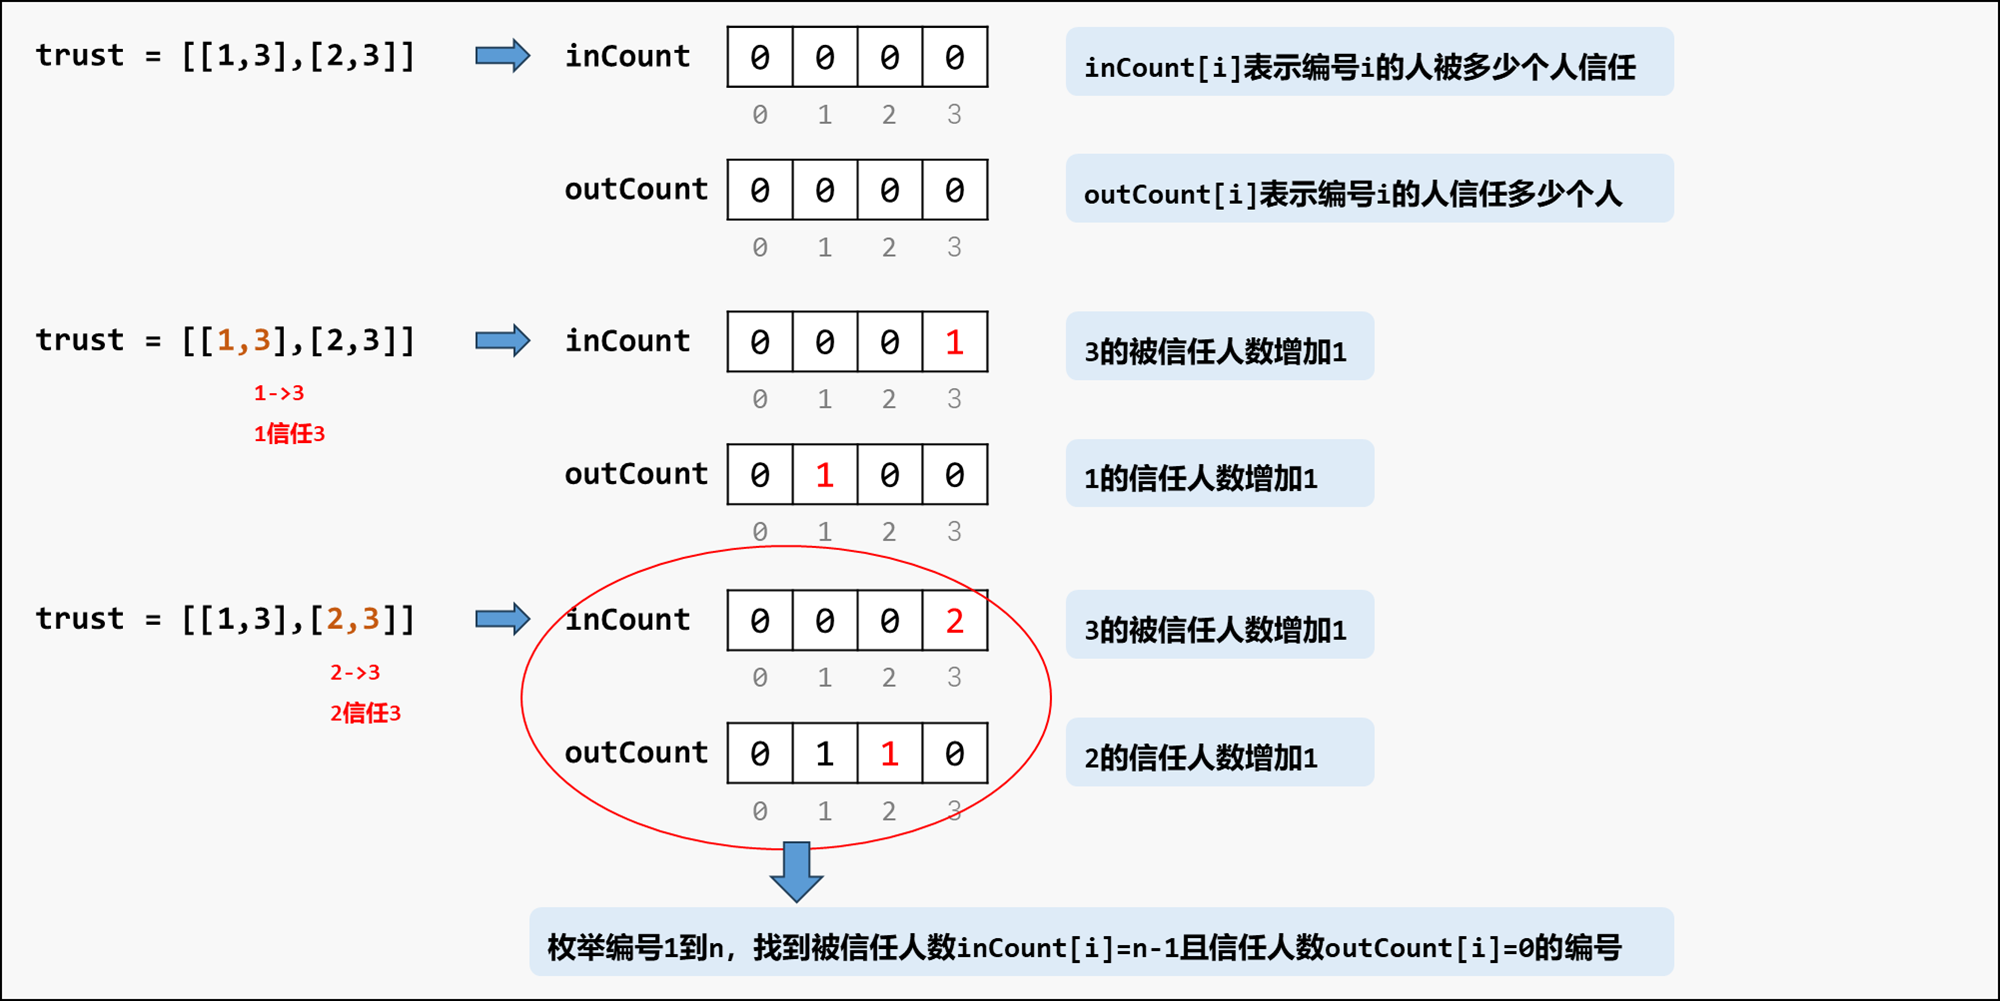 trust = [[1,3],[2,3]]
inCount
0 0 0 0
0 1 2 3
inCount[i]表示编号i的人被多少个人信任
outCount
0 0 0 0
0 1 2 3
outCount[i]表示编号i的人信任多少个人
trust = [[1,3],[2,3]]
1->3
1信任3
inCount
0 0 0 1
0 1 2 3
3的被信任人数增加1
outCount
0 1 0 0
0 1 2 3
1的信任人数增加1
trust = [[1,3],[2,3]]
2->3
2信任3
inCount
0 0 0 2
0 1 2 3
3的被信任人数增加1
outCount
0 1 1 0
0 1 2 3
2的信任人数增加1
枚举编号1到n，找到被信任人数inCount[i]=n-1且信任人数outCount[i]=0的编号